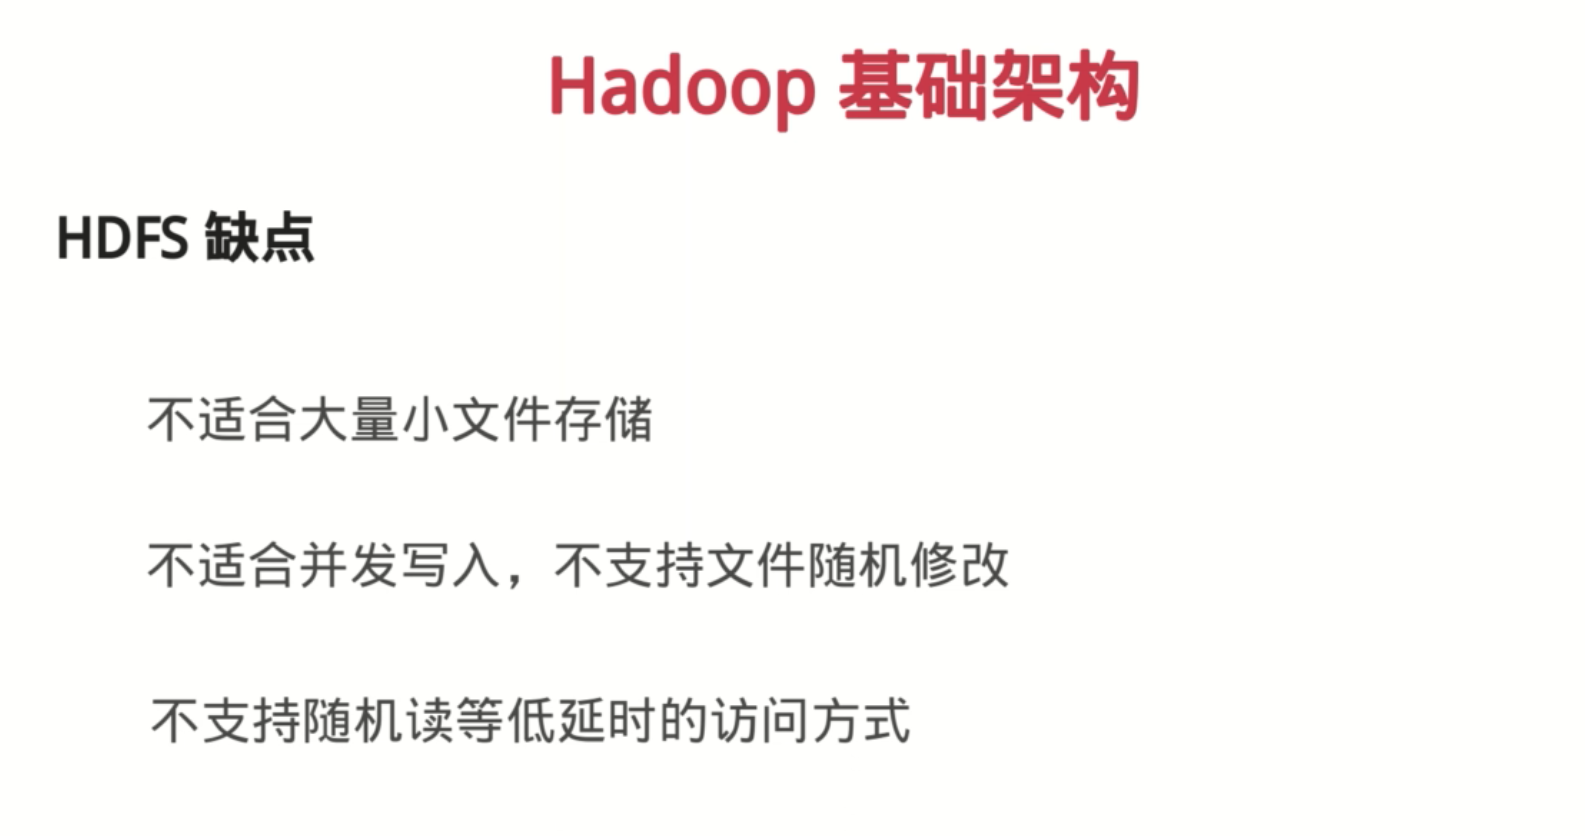 Hadoop 基础架构
HDFS 缺点
不适合大量小文件存储
不适合并发写入，不支持文件随机修改
不支持随机读等低延时的访问方式